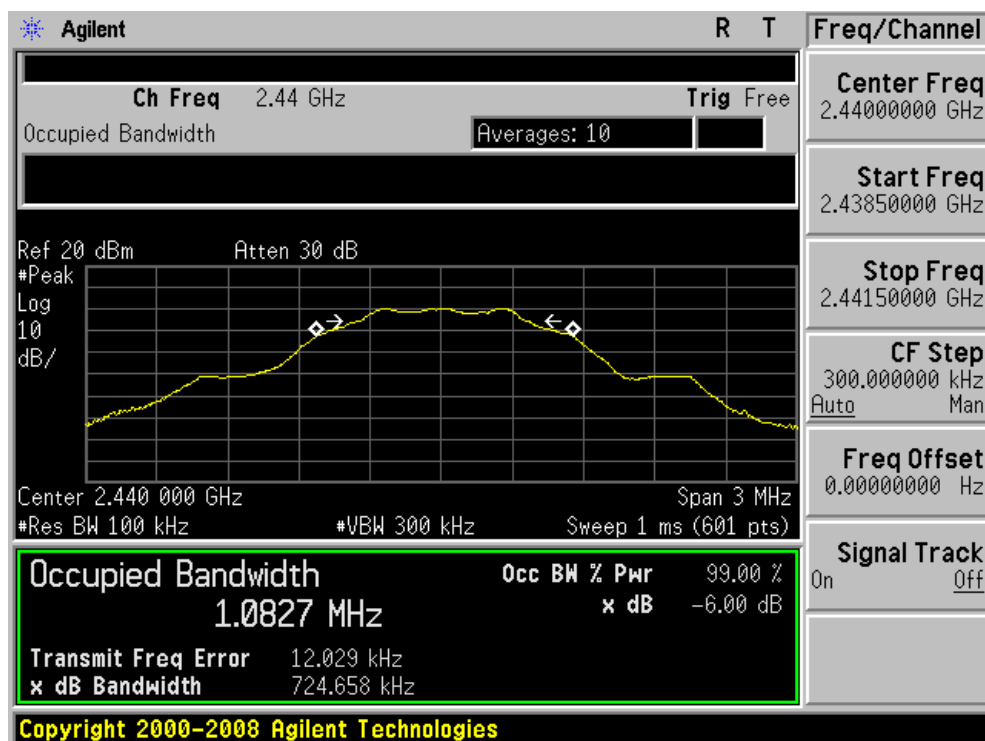 Agilent R T
Ch Freq 2.44 GHz Trig Free
Occupied Bandwidth Averages: 10
Ref 20 dBm Atten 30 dB
#Peak
Log
10
dB/
Center 2.440 000 GHz Span 3 MHz
#Res BW 100 kHz #VBW 300 kHz Sweep 1 ms (601 pts)
Occupied Bandwidth Occ BW % Pwr 99.00 %
1.0827 MHz x dB -6.00 dB
Transmit Freq Error 12.029 kHz
x dB Bandwidth 724.658 kHz
Copyright 2000-2008 Agilent Technologies
Freq/Channel
Center Freq
2.44000000 GHz
Start Freq
2.43850000 GHz
Stop Freq
2.44150000 GHz
CF Step
300.000000 kHz
Auto Man
Freq Offset
0.00000000 Hz
Signal Track
On Off